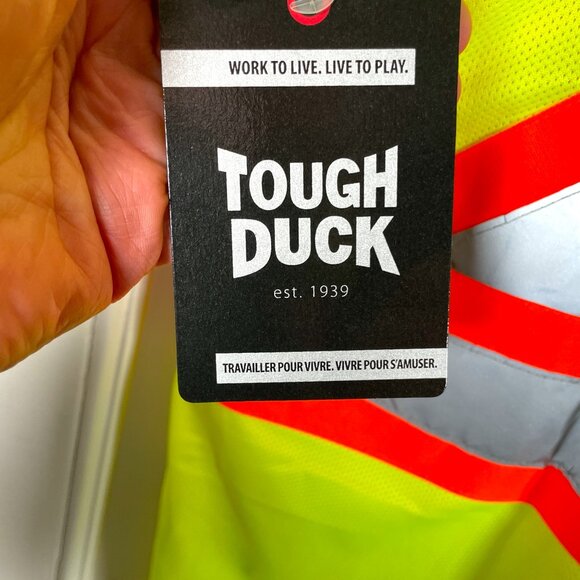 WORK TO LIVE. LIVE TO PLAY.
TOUGH
DUCK
est. 1939
TRAVAILLER POUR VIVRE. VIVRE POUR S'AMUSER.